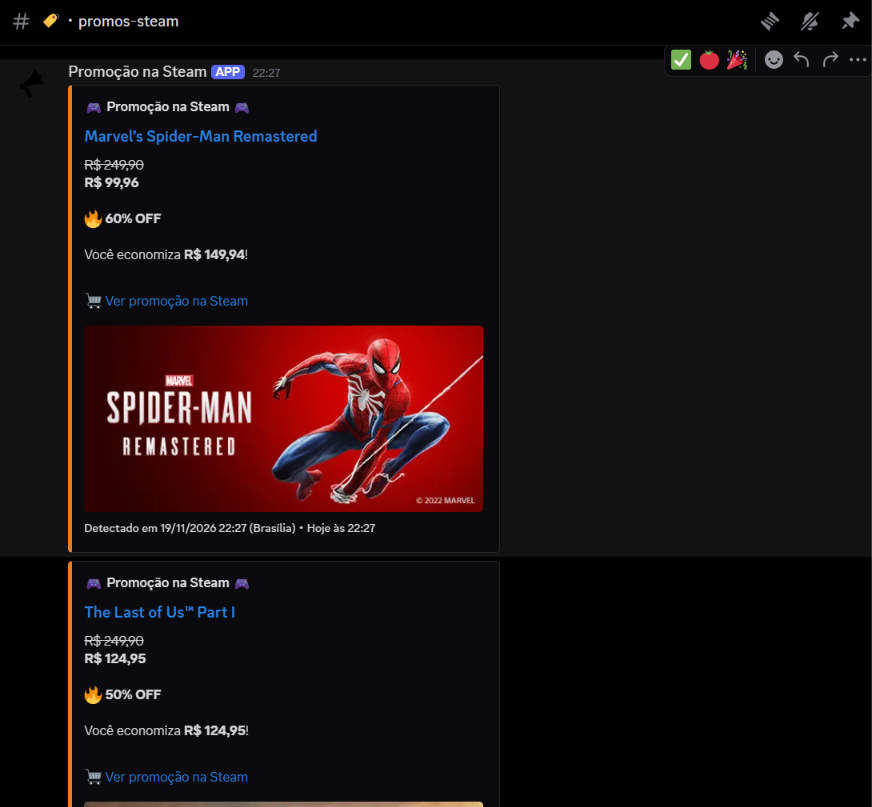 promos-steam
Promoção na Steam APP 22:27
Promoção na Steam
Marvel's Spider-Man Remastered
R$ 249,90
R$ 99,96
60% OFF
Você economiza R$ 149,94!
Ver promoção na Steam
MARVEL
SPIDER-MAN
REMASTERED
© 2022 MARVEL
Detectado em 19/11/2026 22:27 (Brasília) • Hoje às 22:27
Promoção na Steam
The Last of Us™ Part I
R$ 249,90
R$ 124,95
50% OFF
Você economiza R$ 124,95!
Ver promoção na Steam